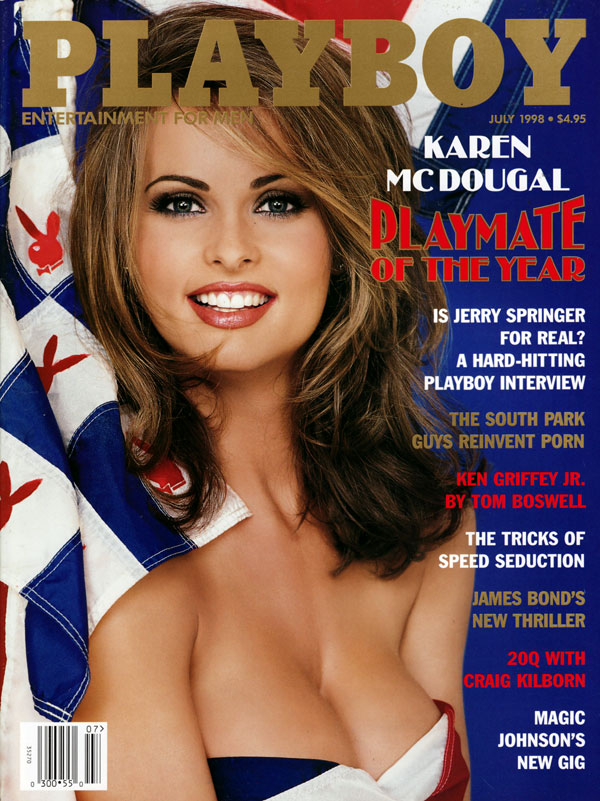 PLAYBOY
ENTERTAINMENT FOR MEN
JULY 1998 • $4.95
KAREN
MCDOUGAL
PLAYMATE
OF THE YEAR
IS JERRY SPRINGER
FOR REAL?
A HARD-HITTING
PLAYBOY INTERVIEW
THE SOUTH PARK
GUYS REINVENT PORN
KEN GRIFFEY JR.
BY TOM BOSWELL
THE TRICKS OF
SPEED SEDUCTION
JAMES BOND'S
NEW THRILLER
20Q WITH
CRAIG KILBORN
MAGIC
JOHNSON'S
NEW GIG
07>
35270
0 300•55 0